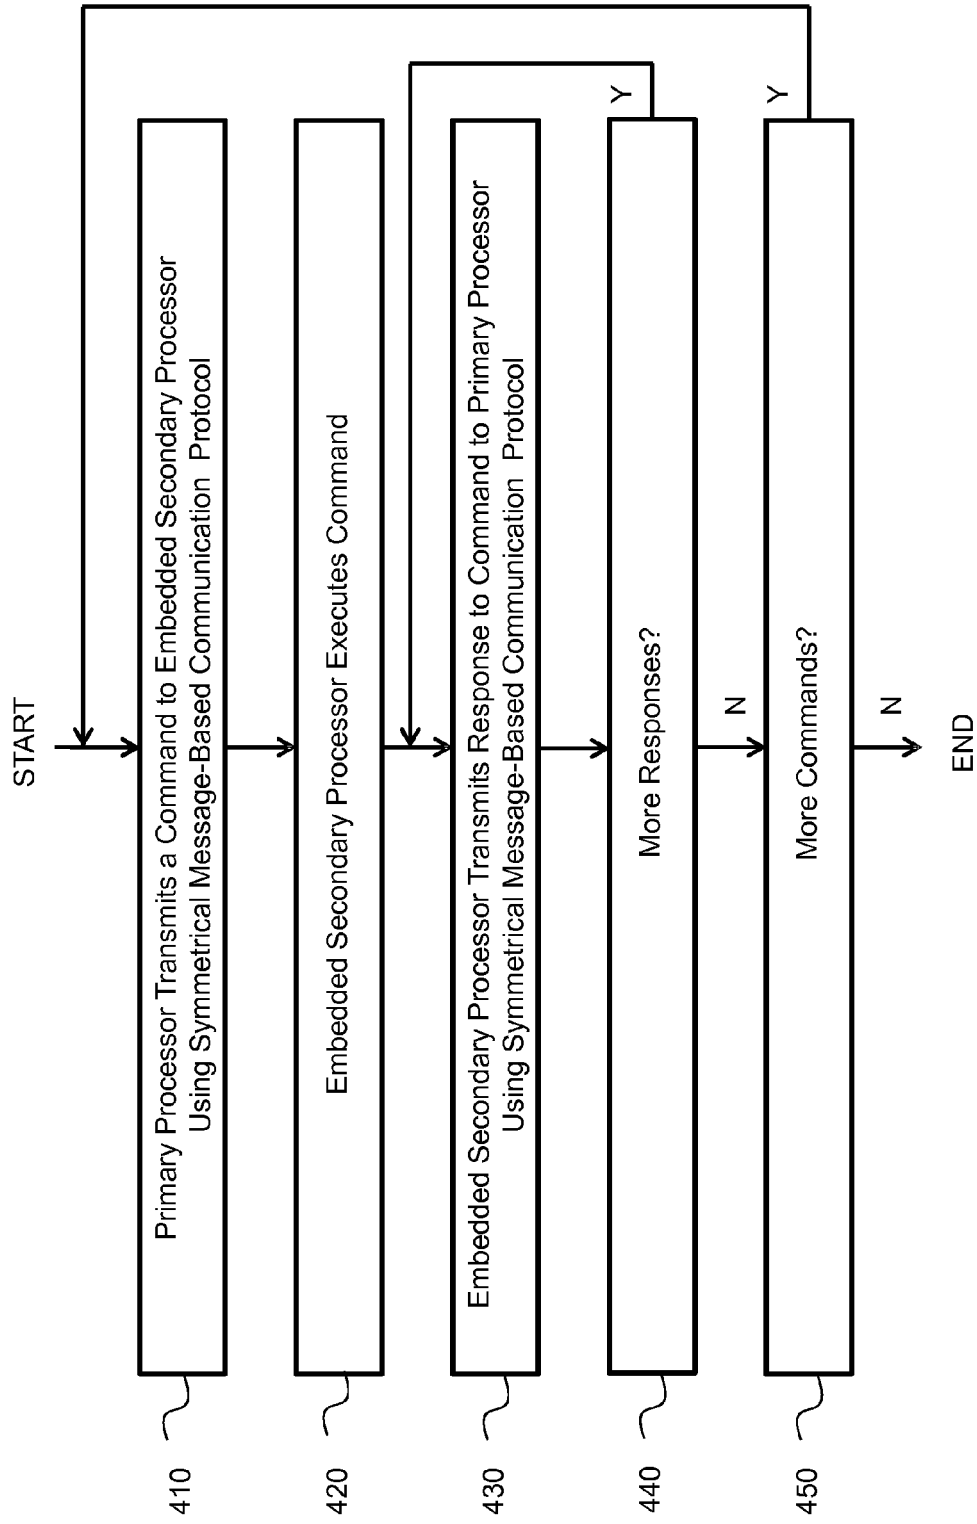 START
410
Primary Processor Transmits a Command to Embedded Secondary Processor
Using Symmetrical Message-Based Communication Protocol
420
Embedded Secondary Processor Executes Command
430
Embedded Secondary Processor Transmits Response to Command to Primary Processor
Using Symmetrical Message-Based Communication Protocol
440
More Responses?
Y
N
450
More Commands?
Y
N
END